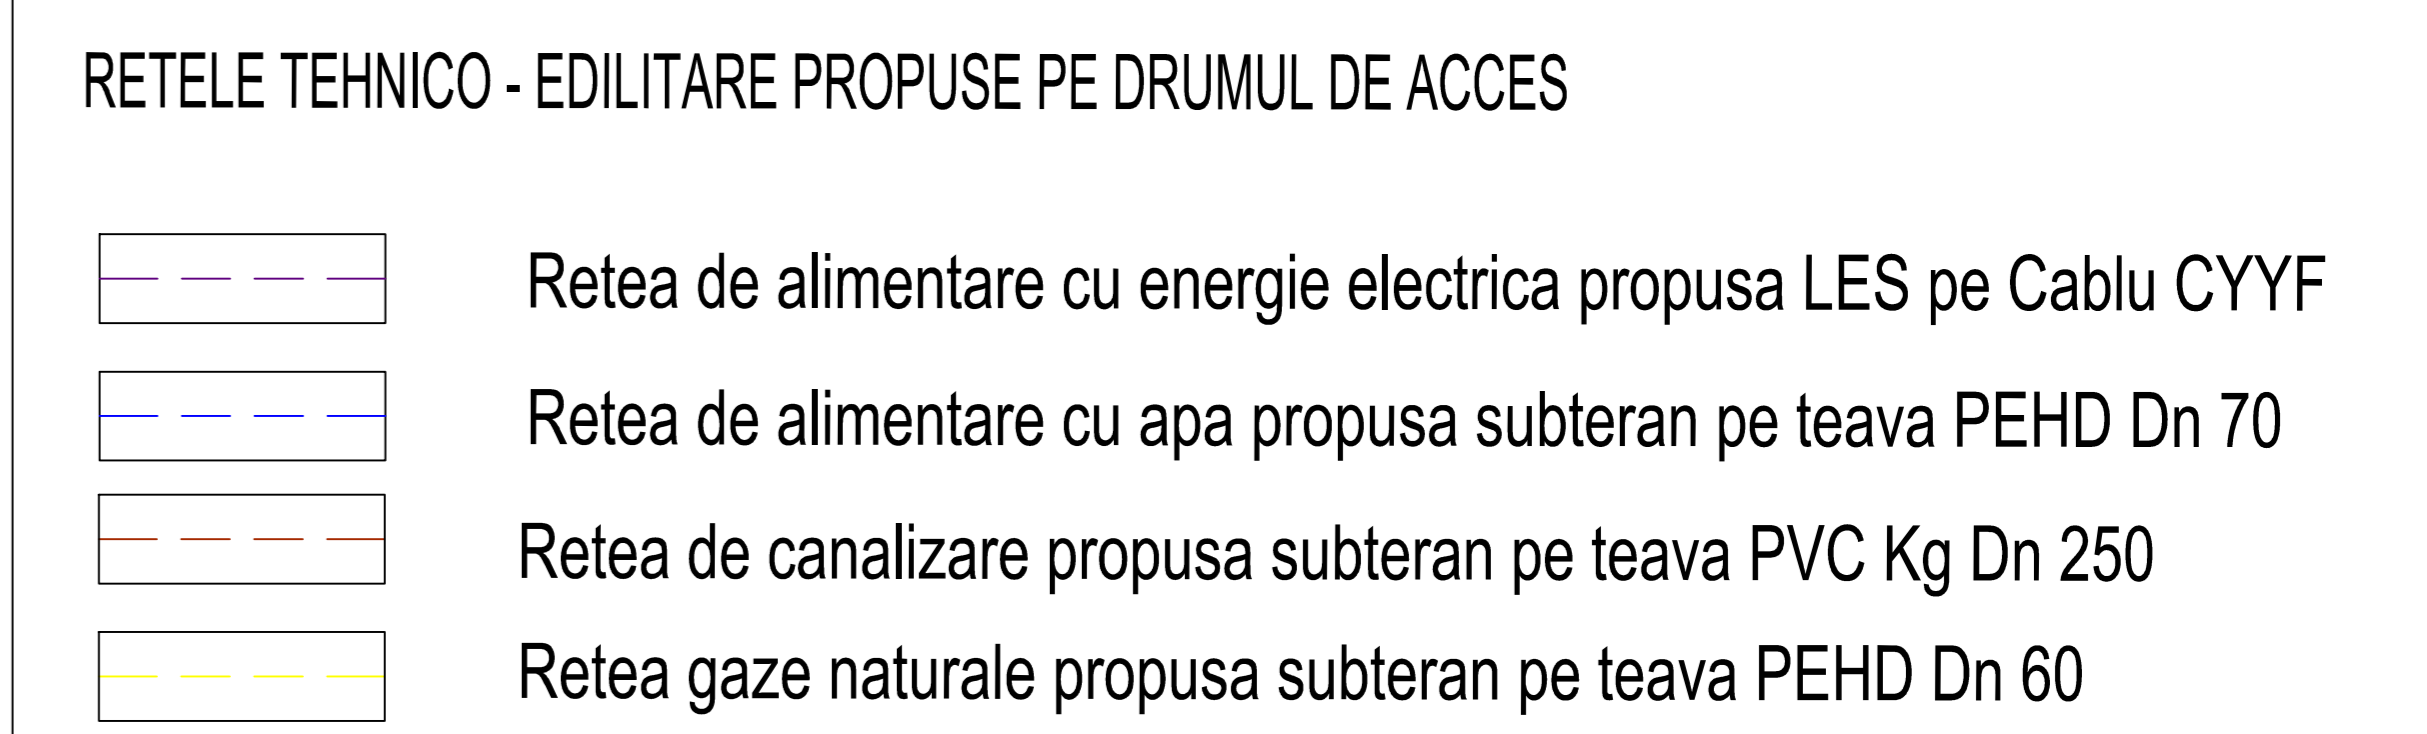 RETELE TEHNICO - EDILITARE PROPUSE PE DRUMUL DE ACCES
Retea de alimentare cu energie electrica propusa LES pe Cablu CYYF
Retea de alimentare cu apa propusa subteran pe teava PEHD Dn 70
Retea de canalizare propusa subteran pe teava PVC Kg Dn 250
Retea gaze naturale propusa subteran pe teava PEHD Dn 60